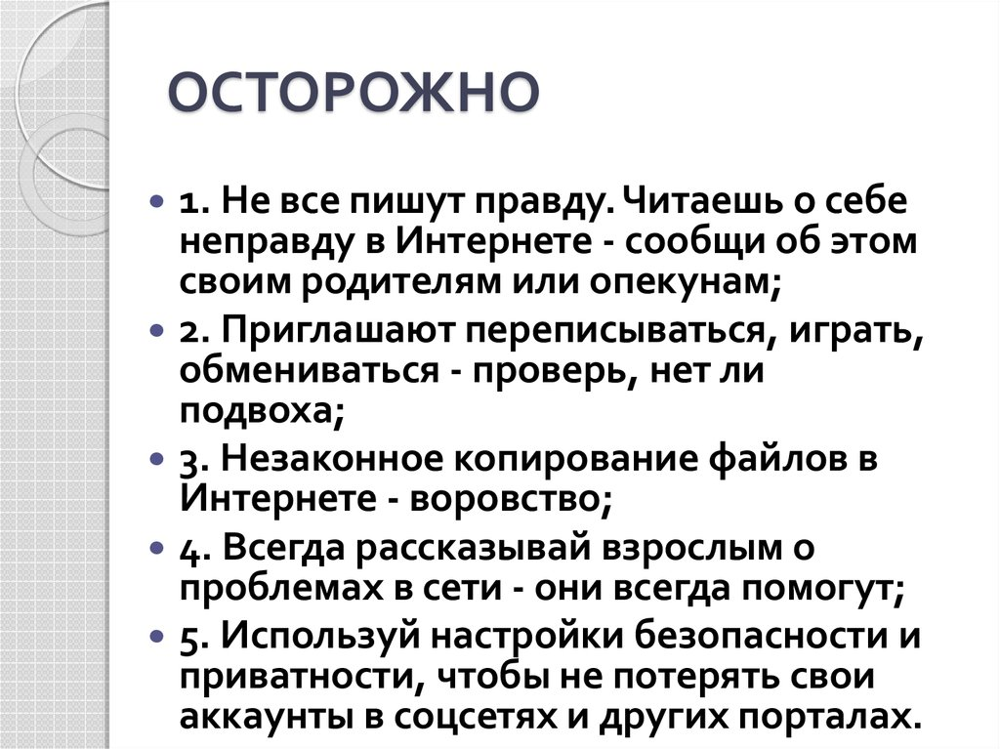 ОСТОРОЖНО
• 1. Не все пишут правду. Читаешь о себе
неправду в Интернете - сообщи об этом
своим родителям или опекунам;
• 2. Приглашают переписываться, играть,
обмениваться - проверь, нет ли
подвоха;
• 3. Незаконное копирование файлов в
Интернете - воровство;
• 4. Всегда рассказывай взрослым о
проблемах в сети - они всегда помогут;
• 5. Используй настройки безопасности и
приватности, чтобы не потерять свои
аккаунты в соцсетях и других порталах.